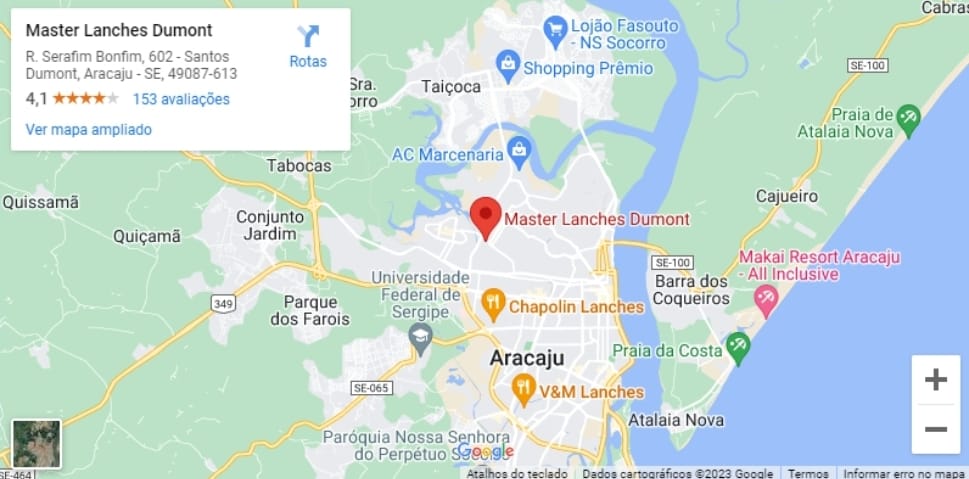 Master Lanches Dumont
R. Serafim Bonfim, 602 - Santos
Dumont, Aracaju - SE, 49087-613
4,1
153 avaliações
Ver mapa ampliado
Rotas
Cabras
Lojão Fasouto
- NS Socorro
SE-100
Shopping Prêmio
Sra.
orro
Taiçoca
Praia de
Atalaia Nova
AC Marcenaria
Tabocas
Cajueiro
Quissamã
Conjunto
Jardim
Quiçamã
Master Lanches Dumont
SE-100
Makai Resort Aracaju
- All Inclusive
Barra dos
Coqueiros
Universidade
Federal de
Sergipe
349
Parque
dos Farois
Chapolin Lanches
Aracaju
Praia da Costa
SE-065
V&M Lanches
Atalaia Nova
Paróquia Nossa Senhora
do Perpétuo
Google
SE-464
Atalhos do teclado
Dados cartográficos ©2023 Google
Termos
Informar erro no mapa